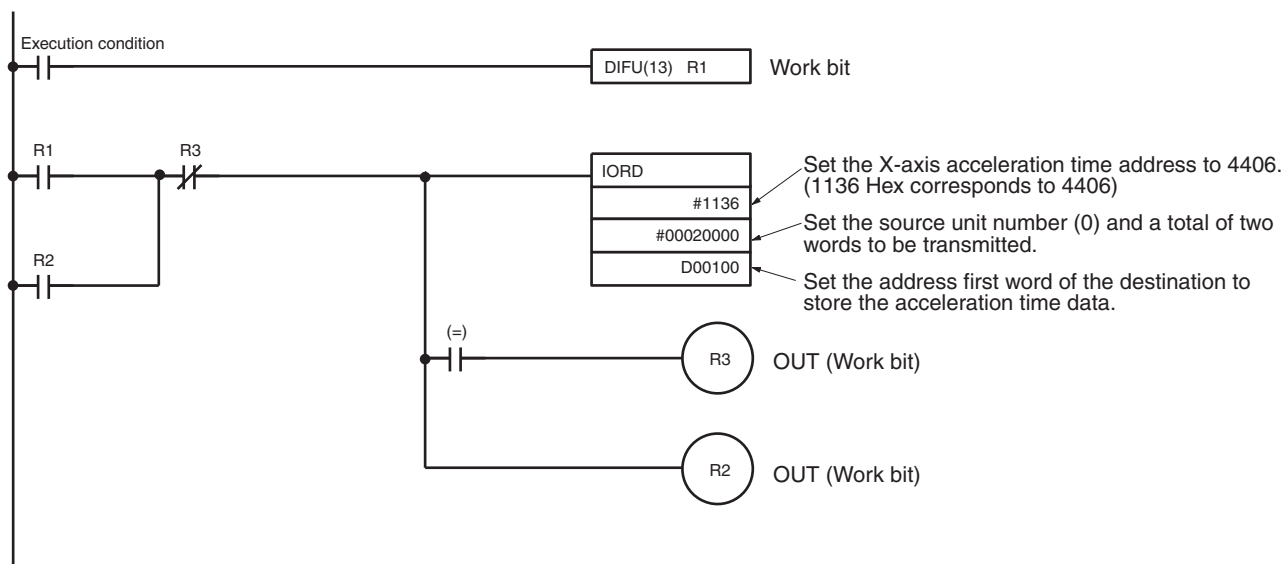 Execution condition
DIFU(13) R1
Work bit
R1
R3
IORD
#1136
#00020000
D00100
Set the X-axis acceleration time address to 4406.
(1136 Hex corresponds to 4406)
Set the source unit number (0) and a total of two
words to be transmitted.
Set the address first word of the destination to
store the acceleration time data.
R2
(=)
R3
OUT (Work bit)
R2
OUT (Work bit)